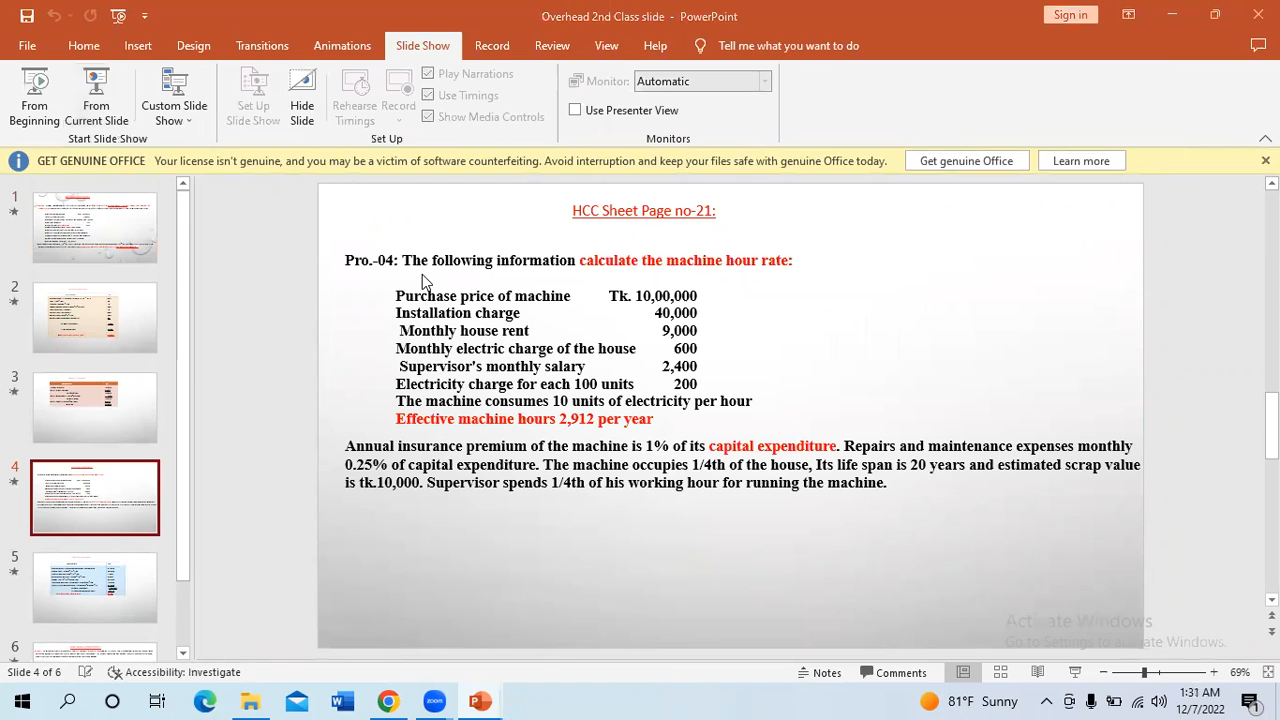 Overhead 2nd Class slide - PowerPoint
Sign in
File Home Insert Design Transitions Animations Slide Show Record Review View Help Tell me what you want to do
From Beginning
From Current Slide
Custom Slide Show
Set Up Slide Show
Hide Slide
Rehearse Timings
Record
Play Narrations
Use Timings
Show Media Controls
Monitor: Automatic
Use Presenter View
Start Slide Show
Set Up
Monitors
GET GENUINE OFFICE Your license isn't genuine, and you may be a victim of software counterfeiting. Avoid interruption and keep your files safe with genuine Office today. Get genuine Office Learn more
1
2
3
4
5
6
HCC Sheet Page no-21:
Pro.-04: The following information calculate the machine hour rate:
Purchase price of machine Tk. 10,00,000
Installation charge 40,000
Monthly house rent 9,000
Monthly electric charge of the house 600
Supervisor's monthly salary 2,400
Electricity charge for each 100 units 200
The machine consumes 10 units of electricity per hour
Effective machine hours 2,912 per year
Annual insurance premium of the machine is 1% of its capital expenditure. Repairs and maintenance expenses monthly
0.25% of capital expenditure. The machine occupies 1/4th of the house, Its life span is 20 years and estimated scrap value
is tk.10,000. Supervisor spends 1/4th of his working hour for running the machine.
Activate Windows
Go to Settings to activate Windows.
Slide 4 of 6 Accessibility: Investigate Notes Comments 69%
81°F Sunny
1:31 AM
12/7/2022